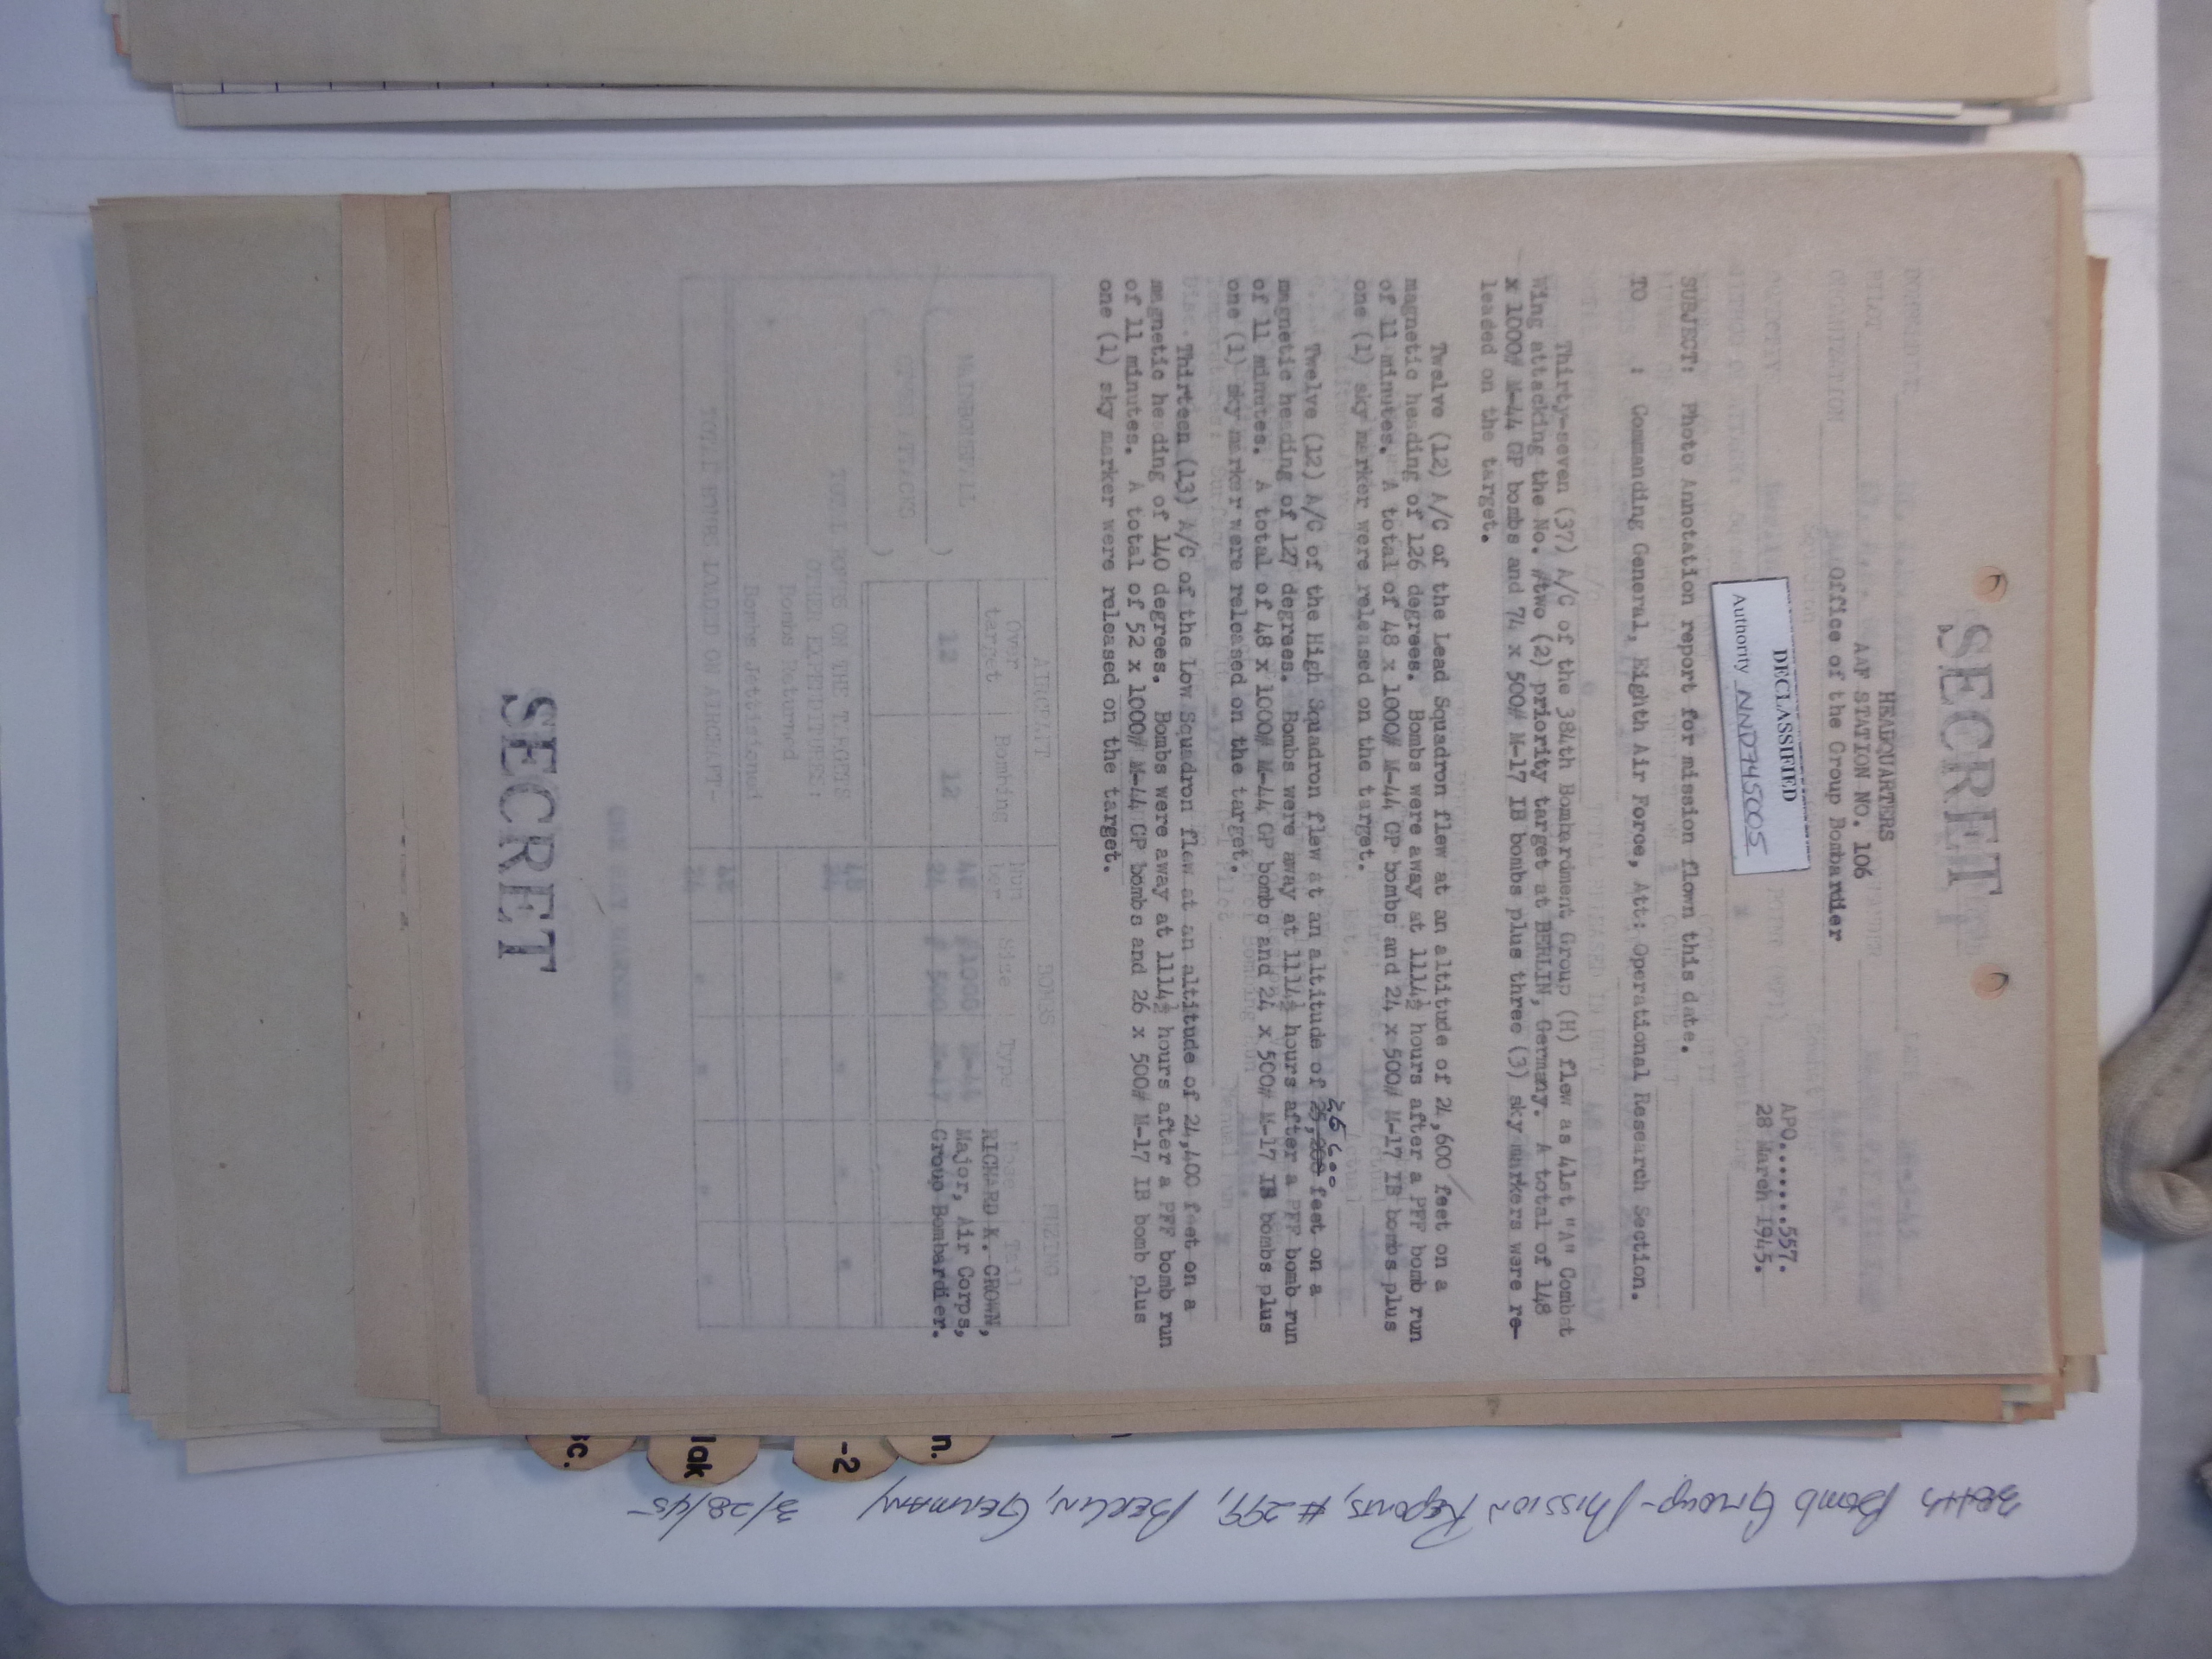 SECRET
HEADQUARTERS
AAF STATION NO. 106
Office of the Group Bombardier
DECLASSIFIED
Authority NND745005
APO.......557.
28 March 1945.
SUBJECT: Photo Annotation report for mission flown this date.
TO : Commanding General, Eighth Air Force, Att: Operational Research Section.
Thirty-seven (37) A/C of the 384th Bombardment Group (H) flew as 41st "A" Combat
Wing attacking the No. #two (2) priority target at BERLIN, Germany. A total of 148
x 1000# M-44 GP bombs and 74 x 500# M-17 IB bombs plus three (3) sky markers were re-
leased on the target.
Twelve (12) A/C of the Lead Squadron flew at an altitude of 24,600 feet on a
magnetic heading of 126 degrees. Bombs were away at 1114½ hours after a PFF bomb run
of 11 minutes. A total of 48 x 1000# M-44 GP bombs and 24 x 500# M-17 IB bombs plus
one (1) sky marker were released on the target.
Twelve (12) A/C of the High Squadron flew at an altitude of 25,200 feet on a
magnetic heading of 127 degrees. Bombs were away at 1114½ hours after a PFF bomb run
of 11 minutes. A total of 48 x 1000# M-44 GP bombs and 24 x 500# M-17 IB bombs plus
one (1) sky marker were released on the target.
Thirteen (13) A/C of the Low Squadron flew at an altitude of 24,400 feet on a
magnetic heading of 140 degrees. Bombs were away at 1114½ hours after a PFF bomb run
of 11 minutes. A total of 52 x 1000# M-44 GP bombs and 26 x 500# M-17 IB bomb plus
one (1) sky marker were released on the target.
RICHARD K. CROWN,
Major, Air Corps,
Group Bombardier.
SECRET
n.
-2
lak
sc.
384th Bomb Group-Mission Reports, #299, Berlin, Germany 3/28/45